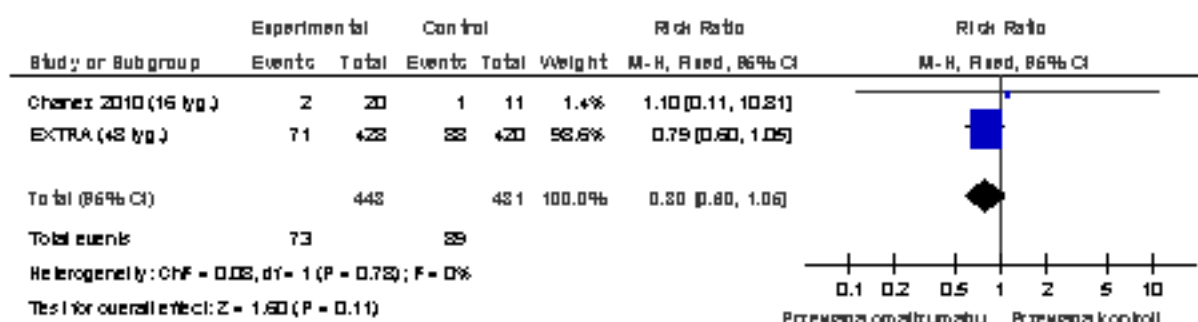 Experimental Control Risk Ratio Risk Ratio
Study or Subgroup Events Total Events Total Weight M-H, Fixed, 95% CI M-H, Fixed, 95% CI
Chanez 2010 (16 tyg.) 2 20 1 11 1.4% 1.10 [0.11, 10.81]
EXTRA (48 tyg.) 71 428 88 420 98.6% 0.79 [0.60, 1.05]
Total (95% CI) 448 431 100.0% 0.80 [0.60, 1.05]
Total events 73 89
Heterogeneity: Chi² = 0.08, df = 1 (P = 0.78); I² = 0%
Test for overall effect: Z = 1.60 (P = 0.11)
0.1 0.2 0.5 1 2 5 10
Przewaga omalizumabu Przewaga kontroli